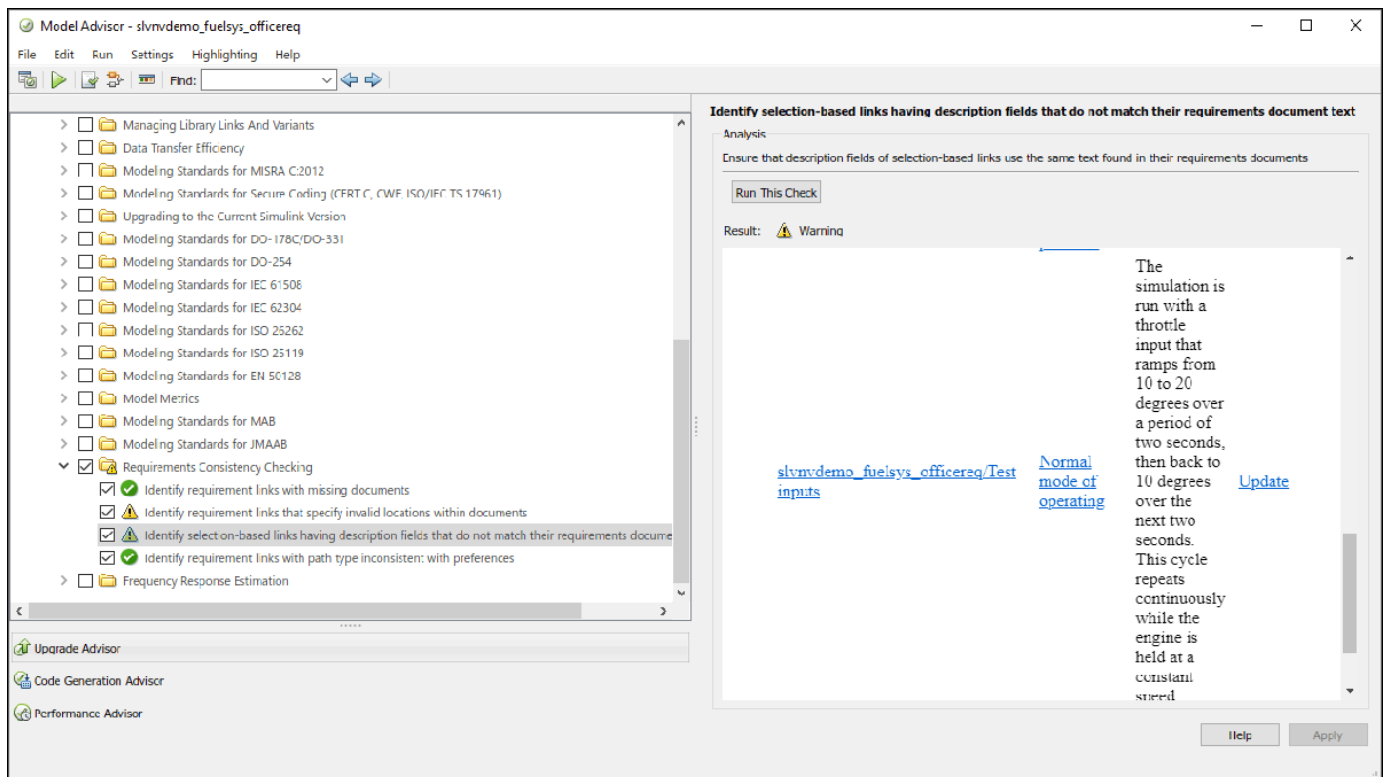 Model Advisor - slvnvdemo_fuelsys_officereq
File Edit Run Settings Highlighting Help
Find:
Managing Library Links And Variants
Data Transfer Efficiency
Modeling Standards for MISRA C:2012
Modeling Standards for Secure Coding (CERT C, CWE, ISO/IEC TS 17961)
Upgrading to the Current Simulink Version
Modeling Standards for DO-178C/DO-331
Modeling Standards for DO-254
Modeling Standards for IEC 61508
Modeling Standards for IEC 62304
Modeling Standards for ISO 26262
Modeling Standards for ISO 25119
Modeling Standards for EN 50128
Model Metrics
Modeling Standards for MAB
Modeling Standards for JMAAB
Requirements Consistency Checking
Identify requirement links with missing documents
Identify requirement links that specify invalid locations within documents
Identify selection-based links having description fields that do not match their requirements docume
Identify requirement links with path type inconsistent with preferences
Frequency Response Estimation
Upgrade Advisor
Code Generation Advisor
Performance Advisor
Identify selection-based links having description fields that do not match their requirements document text
Analysis
Ensure that description fields of selection-based links use the same text found in their requirements documents
Run This Check
Result: Warning
slvnvdemo_fuelsys_officereq/Test
inputs
Normal
mode of
operating
The
simulation is
run with a
throttle
input that
ramps from
10 to 20
degrees over
a period of
two seconds,
then back to
10 degrees
over the
next two
seconds.
This cycle
repeats
continuously
while the
engine is
held at a
constant
speed
Update
Help Apply